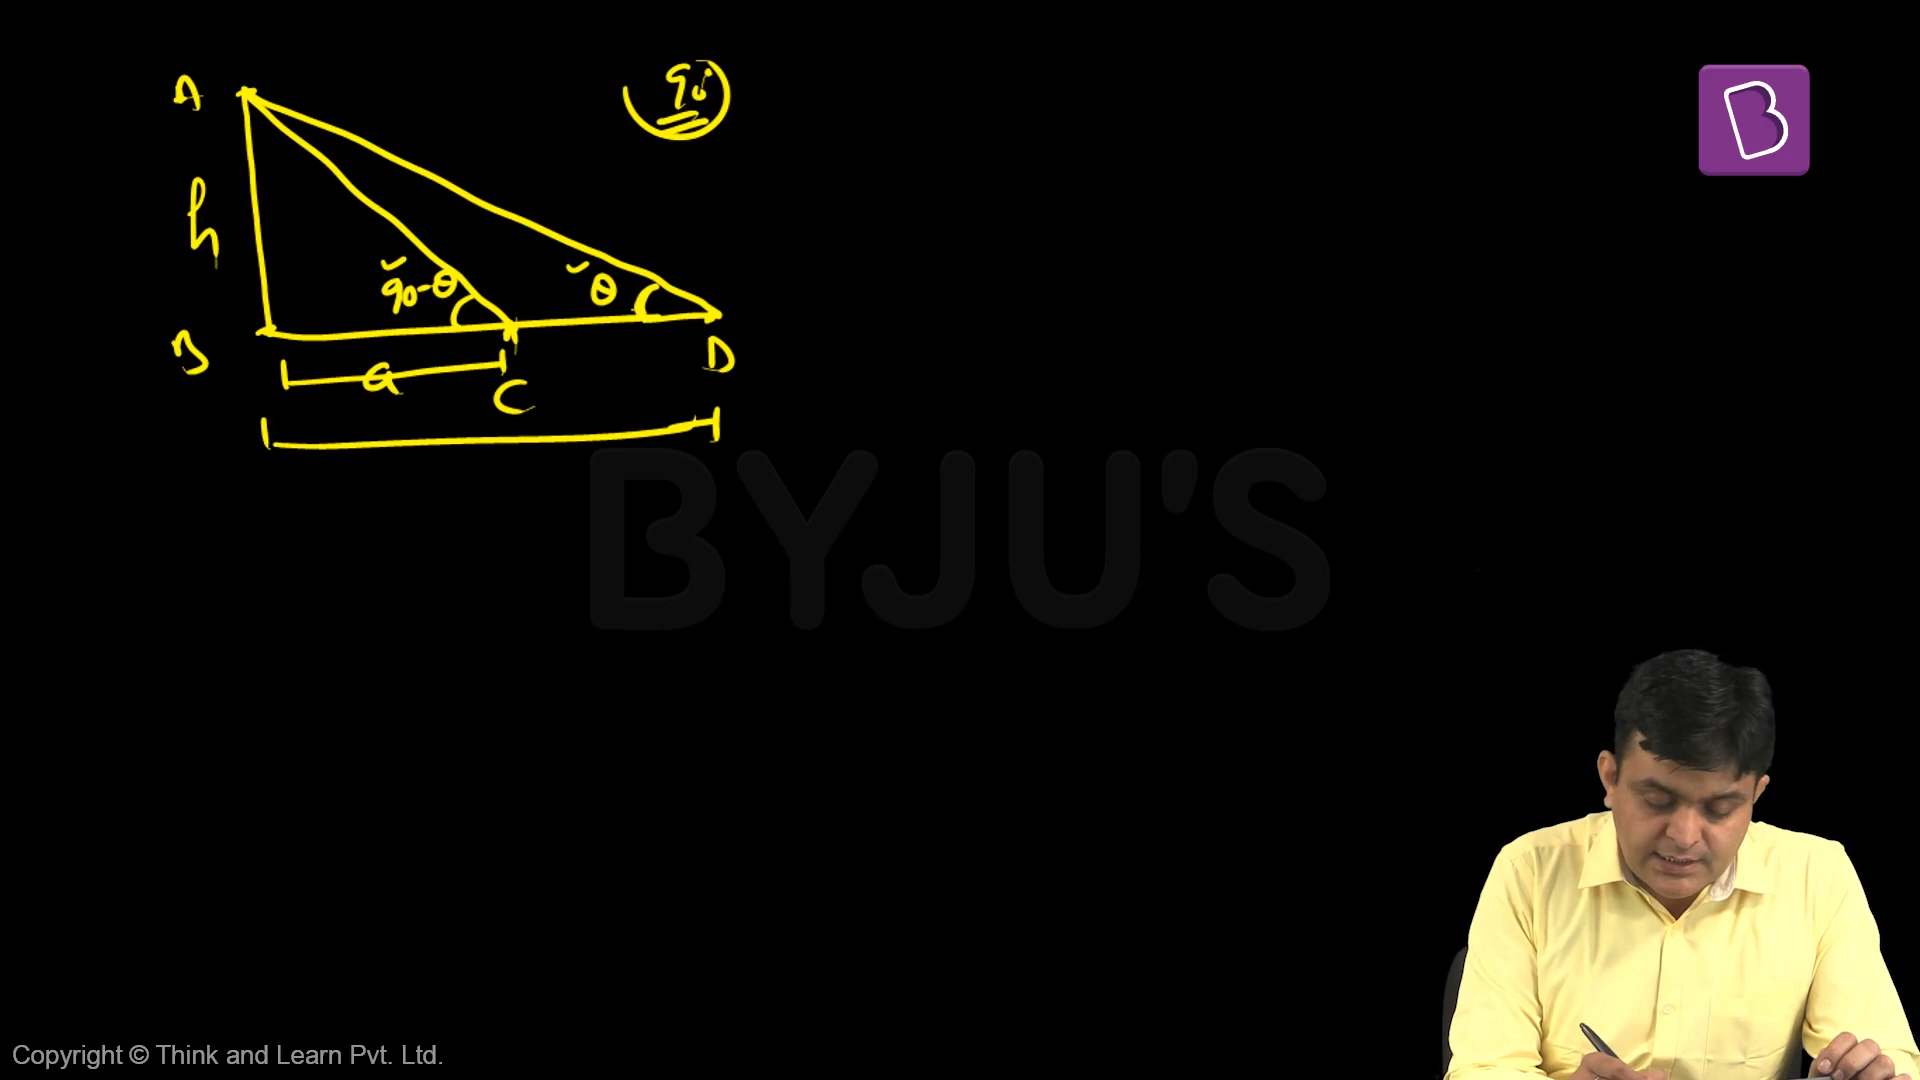 A
90°
h
90-θ
θ
B
a
C
D
B
BYJU'S
Copyright © Think and Learn Pvt. Ltd.